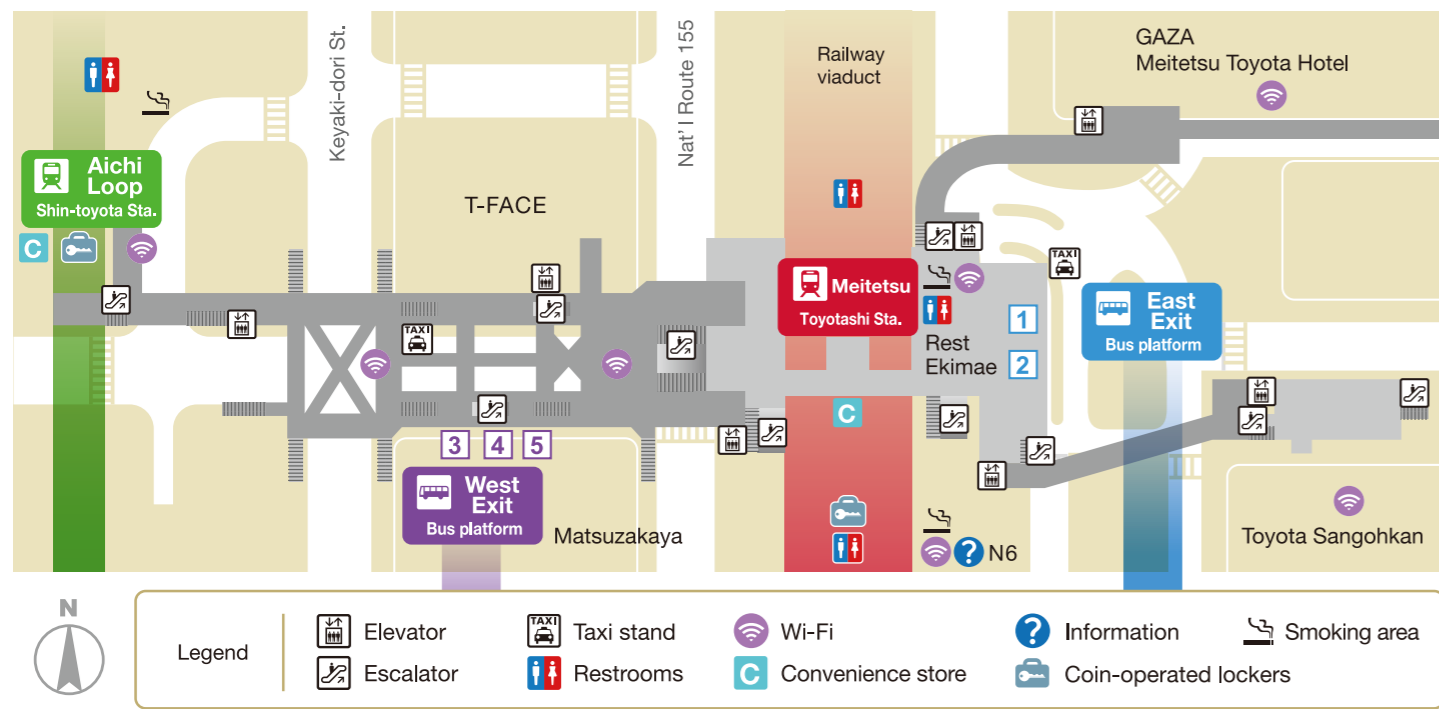 Keyaki-dori St.
Nat' l Route 155
Railway
viaduct
GAZA
Meitetsu Toyota Hotel
Aichi
Loop
Shin-toyota Sta.
C
T-FACE
TAXI
Meitetsu
Toyotashi Sta.
TAXI
East
Exit
Bus platform
1
2
Rest
Ekimae
C
3
4
5
West
Exit
Bus platform
Matsuzakaya
? N6
Toyota Sangohkan
N
Legend
Elevator
TAXI
Taxi stand
Wi-Fi
? Information
Smoking area
Escalator
Restrooms
C Convenience store
Coin-operated lockers